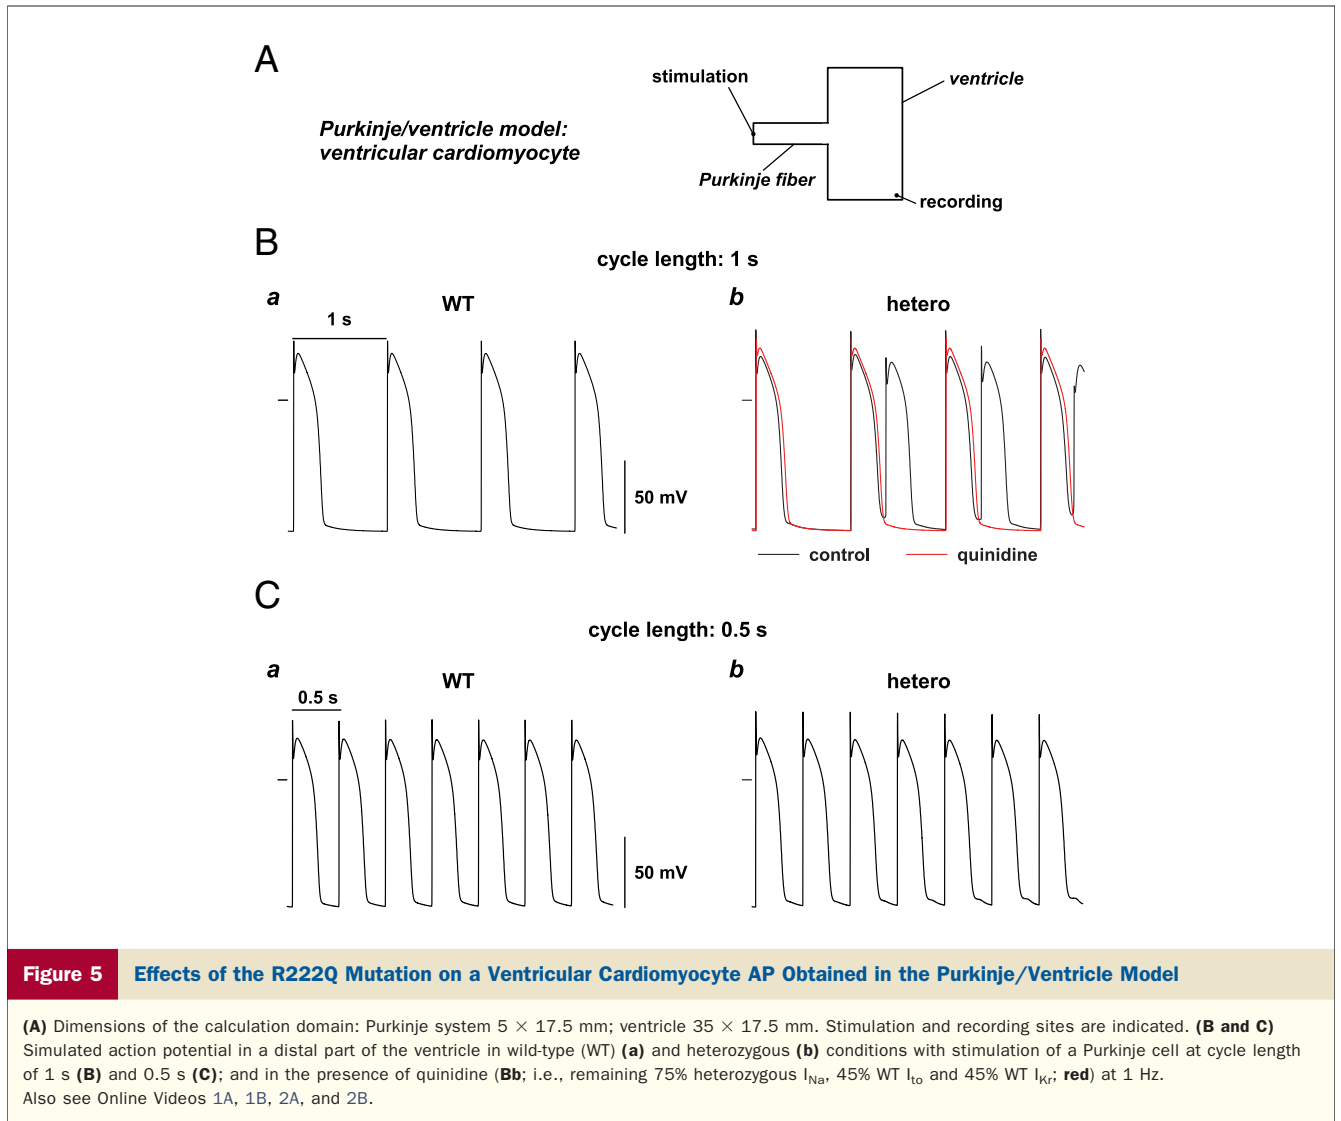 A
stimulation
ventricle
Purkinje/ventricle model:
ventricular cardiomyocyte
Purkinje fiber
recording
B
cycle length: 1 s
a
WT
b
hetero
1 s
50 mV
control
quinidine
C
cycle length: 0.5 s
a
WT
b
hetero
0.5 s
50 mV
Figure 5
Effects of the R222Q Mutation on a Ventricular Cardiomyocyte AP Obtained in the Purkinje/Ventricle Model
(A) Dimensions of the calculation domain: Purkinje system 5 × 17.5 mm; ventricle 35 × 17.5 mm. Stimulation and recording sites are indicated. (B and C)
Simulated action potential in a distal part of the ventricle in wild-type (WT) (a) and heterozygous (b) conditions with stimulation of a Purkinje cell at cycle length
of 1 s (B) and 0.5 s (C); and in the presence of quinidine (Bb; i.e., remaining 75% heterozygous INa, 45% WT Ito and 45% WT IKr; red) at 1 Hz.
Also see Online Videos 1A, 1B, 2A, and 2B.